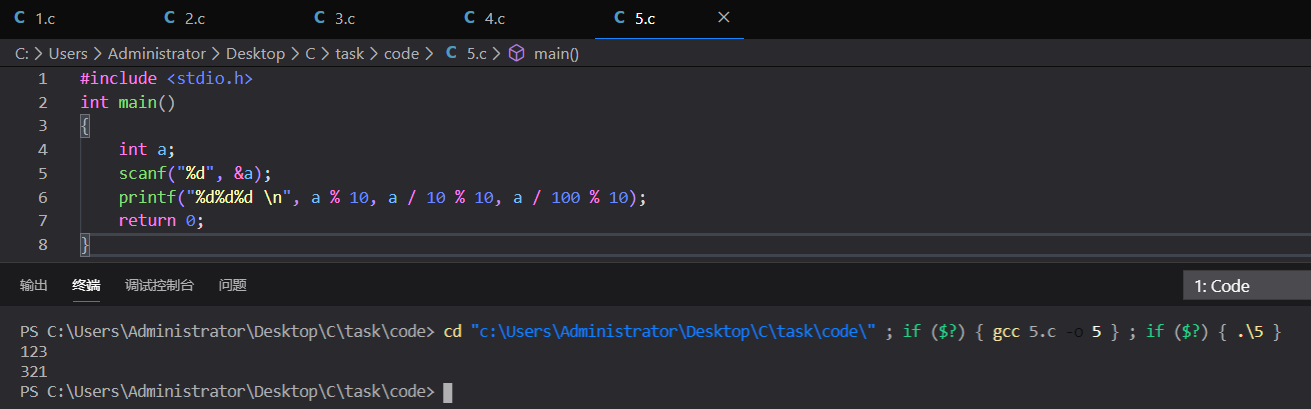 C 1.c C 2.c C 3.c C 4.c C 5.c ×
C: > Users > Administrator > Desktop > C > task > code > C 5.c > main()
1 #include <stdio.h>
2 int main()
3 {
4     int a;
5     scanf("%d", &a);
6     printf("%d%d%d \n", a % 10, a / 10 % 10, a / 100 % 10);
7     return 0;
8 }
输出 终端 调试控制台 问题 1: Code
PS C:\Users\Administrator\Desktop\C\task\code> cd "c:\Users\Administrator\Desktop\C\task\code\" ; if ($?) { gcc 5.c -o 5 } ; if ($?) { .\5 }
123
321
PS C:\Users\Administrator\Desktop\C\task\code>